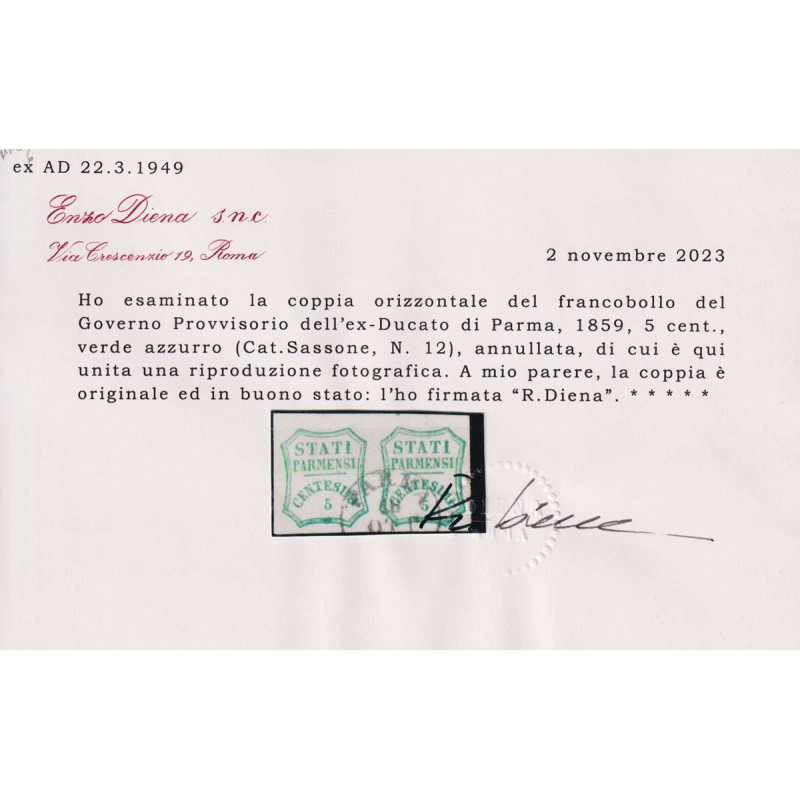 ex AD 22.3.1949
Enzo Diena s.n.c.
Via Crescenzio 19, Roma
2 novembre 2023
Ho esaminato la coppia orizzontale del francobollo del
Governo Provvisorio dell'ex-Ducato di Parma, 1859, 5 cent.,
verde azzurro (Cat.Sassone, N. 12), annullata, di cui è qui
unita una riproduzione fotografica. A mio parere, la coppia è
originale ed in buono stato: l'ho firmata “R.Diena”. * * * * *
STATI
PARMENSI
CENTESIMI
5
STATI
PARMENSI
CENTESIMI
5